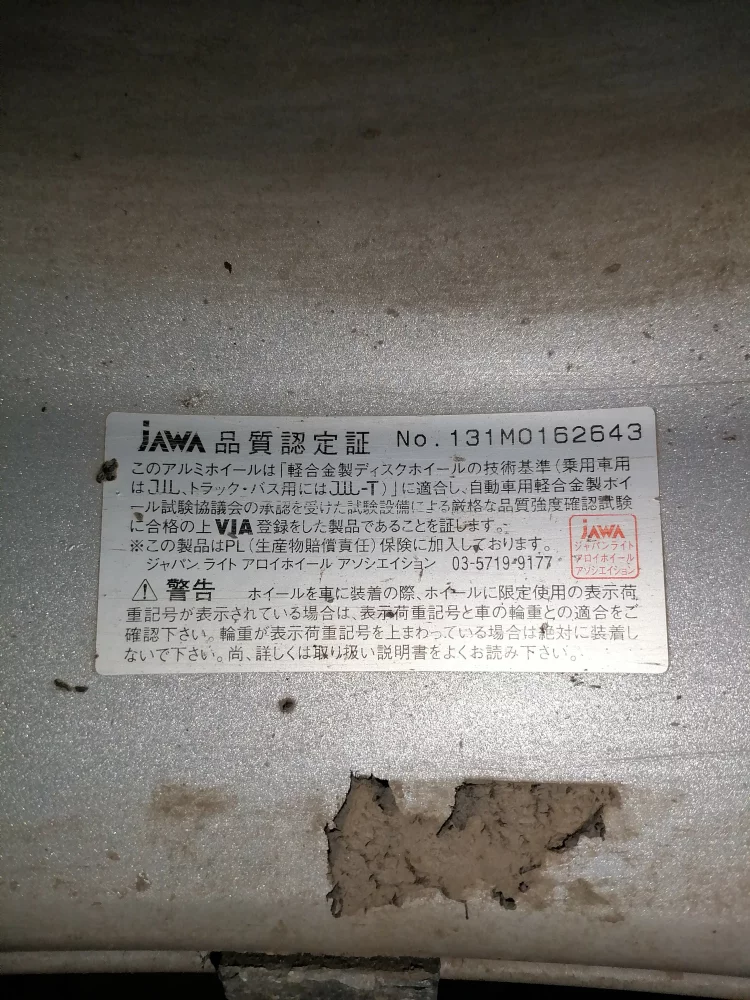 JAWA 品質認定証 No.131M0162643
このアルミホイールは「軽合金製ディスクホイールの技術基準(乗用車用
はJWL、トラック・バス用にはJWL-T)」に適合し、自動車用軽合金製ホイ
ール試験協議会の承認を受けた試験設備による厳格な品質強度確認試験
に合格の上VIA登録をした製品であることを証します。
※この製品はPL(生産物賠償責任)保険に加入しております。
ジャパン ライト アロイホイール アソシエイション 03-5719-9177
JAWA
ジャパンライト
アロイホイール
アソシエイション
⚠警告 ホイールを車に装着の際、ホイールに限定使用の表示荷
重記号が表示されている場合は、表示荷重記号と車の輪重との適合をご
確認下さい。輪重が表示荷重記号を上まわっている場合は絶対に装着し
ないで下さい。尚、詳しくは取り扱い説明書をよくお読み下さい。